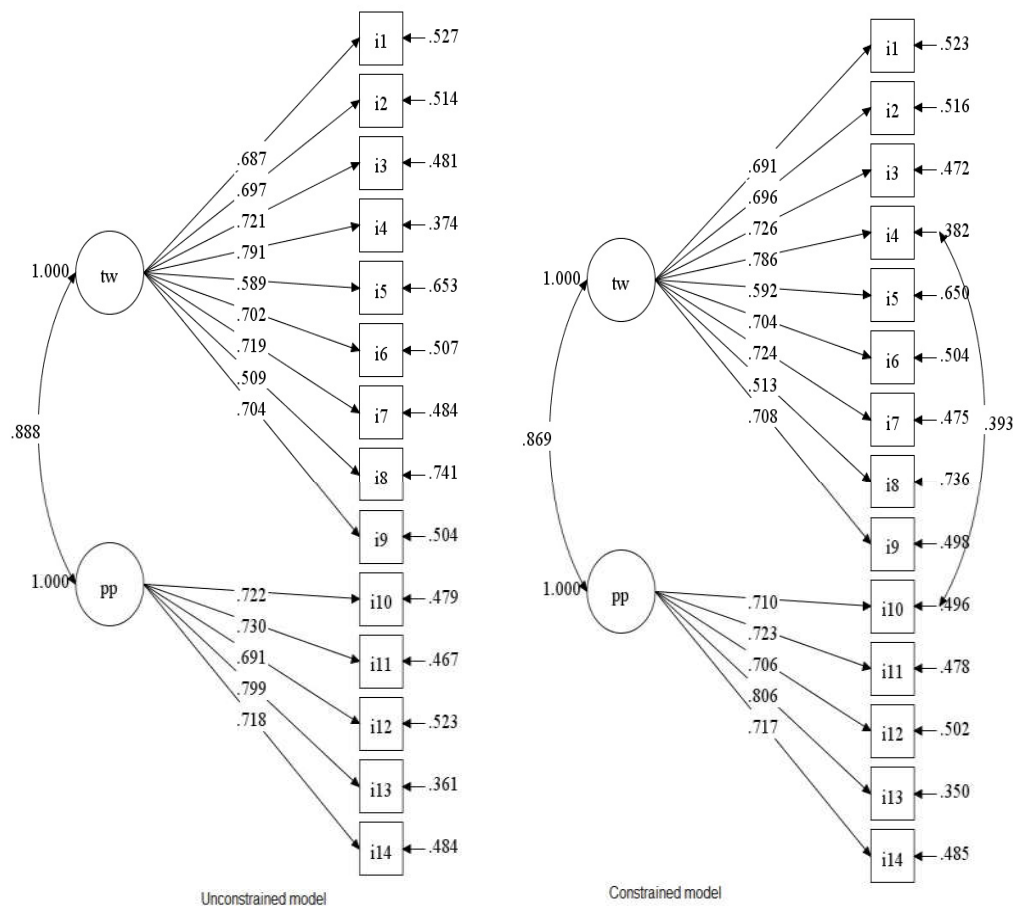 i1 .527
i2 .514
i3 .481
i4 .374
i5 .653
i6 .507
i7 .484
i8 .741
i9 .504
i10 .479
i11 .467
i12 .523
i13 .361
i14 .484
.687
.697
.721
.791
.589
.702
.719
.509
.704
1.000 tw
.888
1.000 pp
.722
.730
.691
.799
.718
Unconstrained model
i1 .523
i2 .516
i3 .472
i4 .382
i5 .650
i6 .504
i7 .475
i8 .736
i9 .498
i10 .496
i11 .478
i12 .502
i13 .350
i14 .485
.691
.696
.726
.786
.592
.704
.724
.513
.708
1.000 tw
.393
.869
1.000 pp
.710
.723
.706
.806
.717
Constrained model